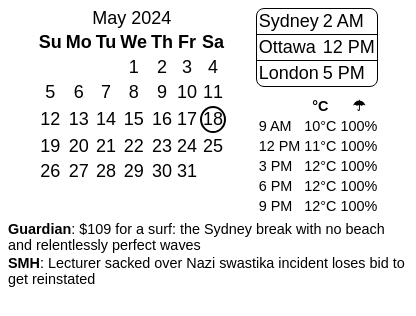 May 2024
Su Mo Tu We Th Fr Sa
1 2 3 4
5 6 7 8 9 10 11
12 13 14 15 16 17 18
19 20 21 22 23 24 25
26 27 28 29 30 31
Sydney 2 AM
Ottawa 12 PM
London 5 PM
°C ☂
9 AM 10°C 100%
12 PM 11°C 100%
3 PM 12°C 100%
6 PM 12°C 100%
9 PM 12°C 100%
Guardian: $109 for a surf: the Sydney break with no beach
and relentlessly perfect waves
SMH: Lecturer sacked over Nazi swastika incident loses bid to
get reinstated